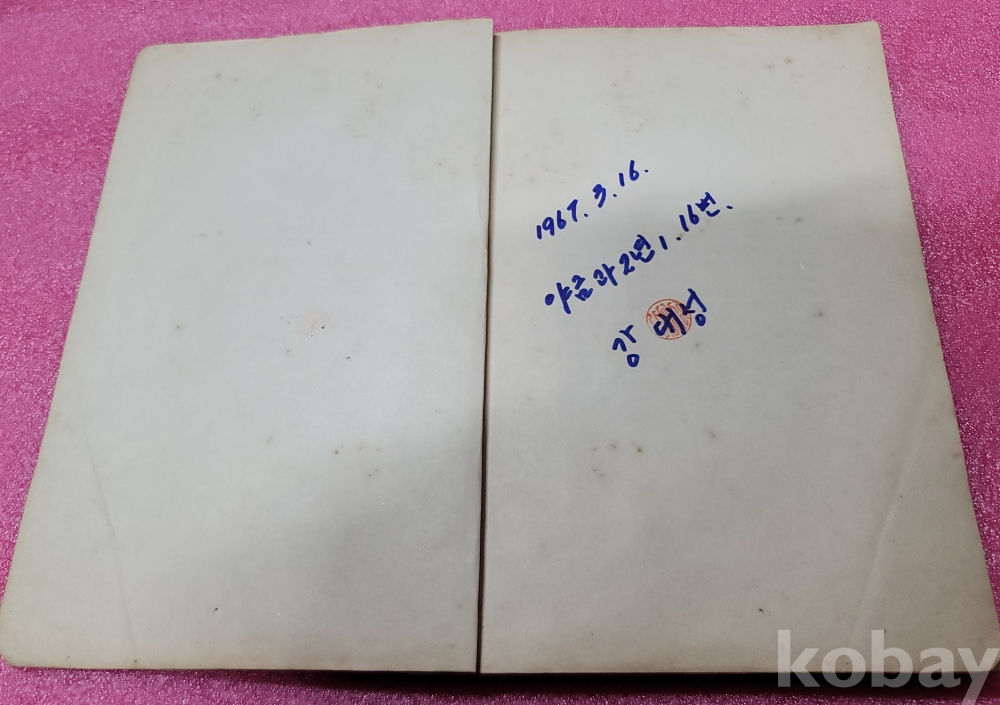 1967. 3. 16.
야금과 2년 1. 16번.
강대성
kobay